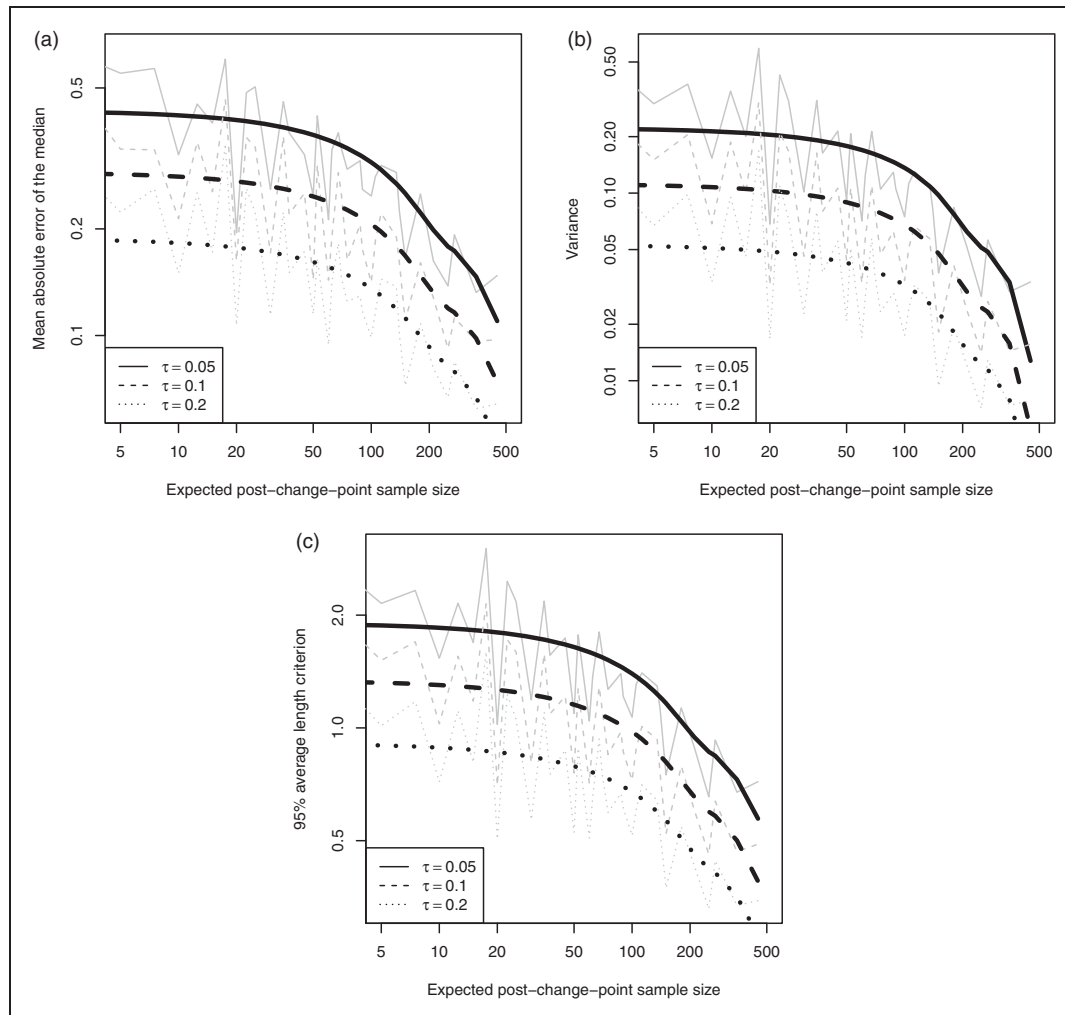 (a)
Mean absolute error of the median
0.5
0.2
0.1
τ = 0.05
τ = 0.1
τ = 0.2
5 10 20 50 100 200 500
Expected post−change−point sample size
(b)
Variance
0.50
0.20
0.10
0.05
0.02
0.01
τ = 0.05
τ = 0.1
τ = 0.2
5 10 20 50 100 200 500
Expected post−change−point sample size
(c)
95% average length criterion
2.0
1.0
0.5
τ = 0.05
τ = 0.1
τ = 0.2
5 10 20 50 100 200 500
Expected post−change−point sample size